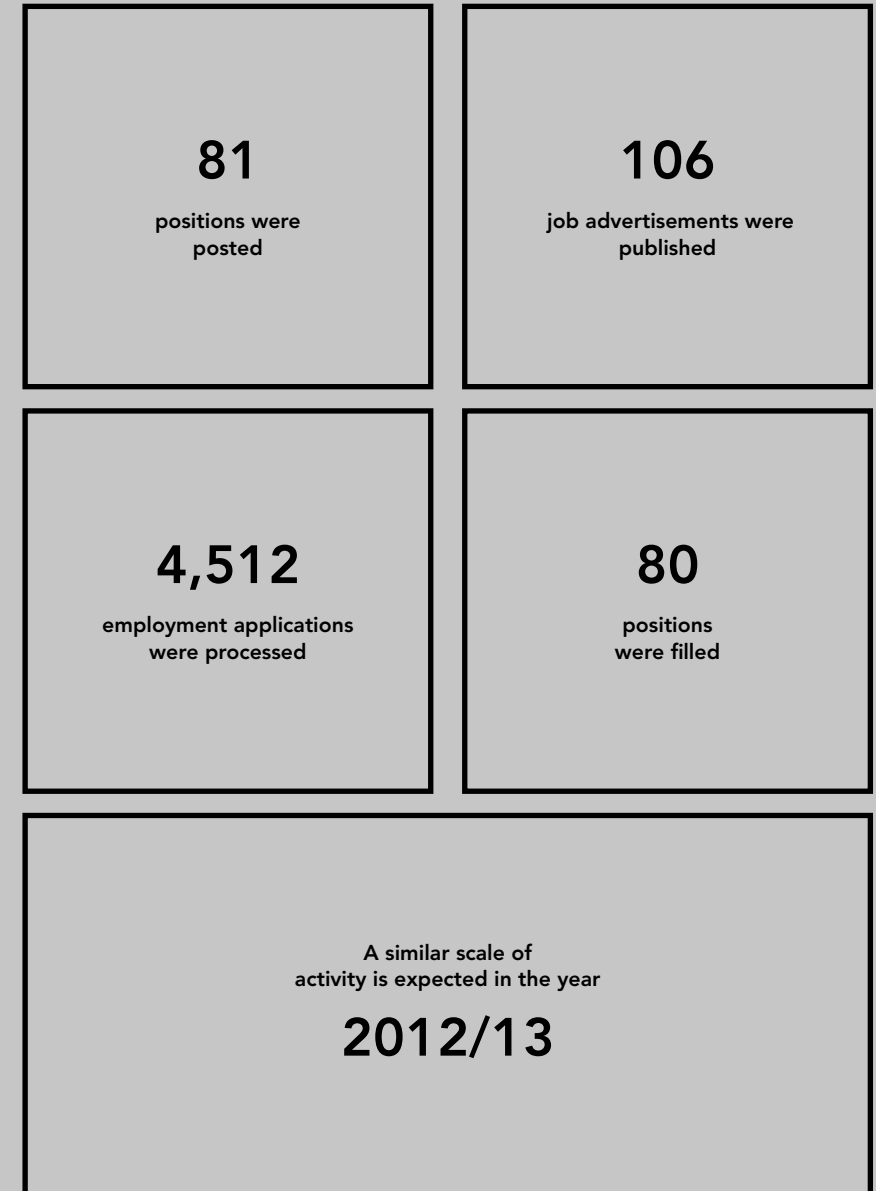 81
positions were
posted
106
job advertisements were
published
4,512
employment applications
were processed
80
positions
were filled
A similar scale of
activity is expected in the year
2012/13